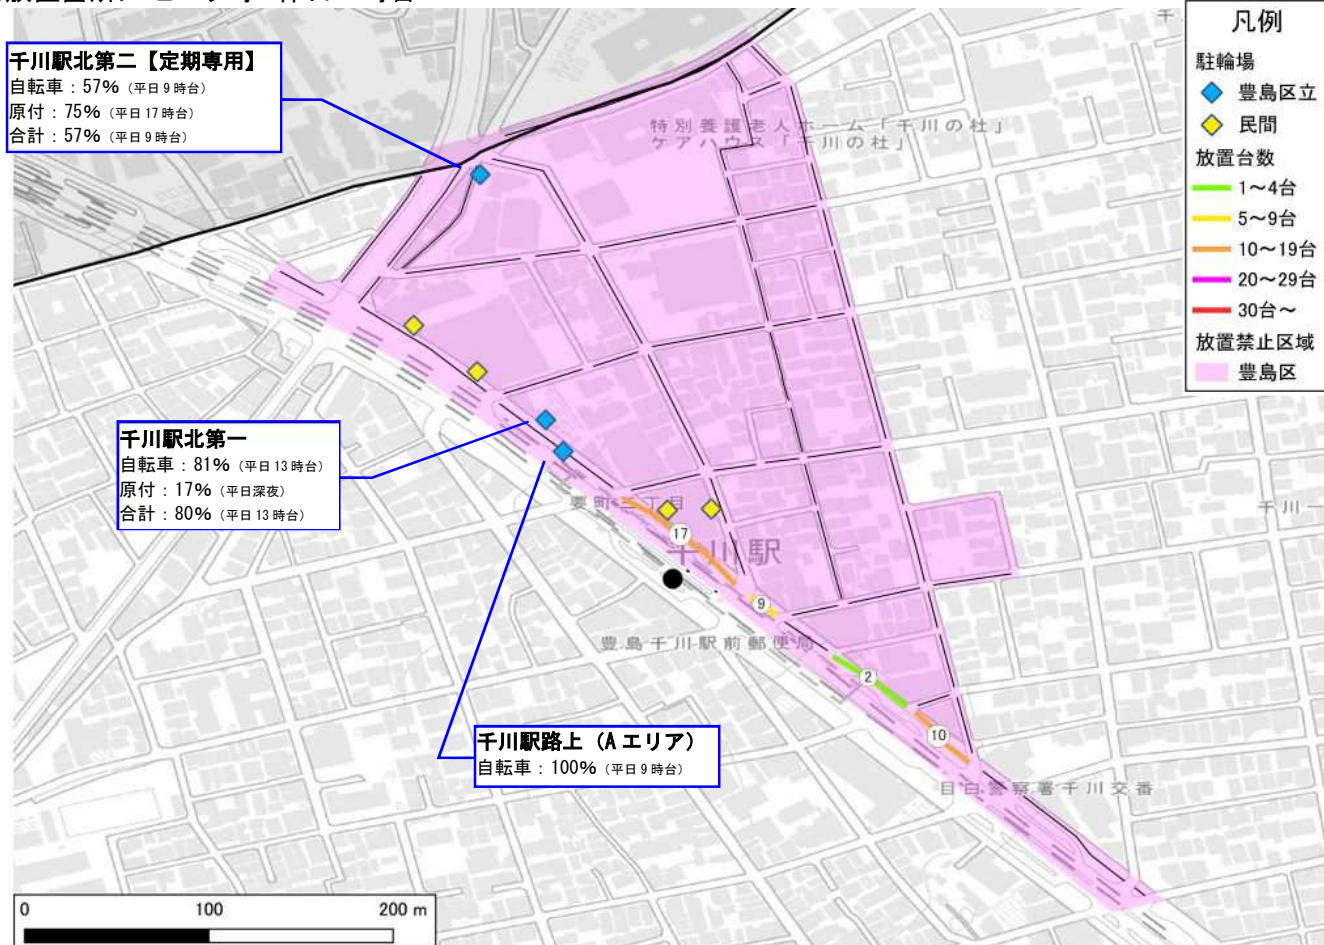 千川駅北第二【定期専用】
自転車：57%（平日9時台）
原付：75%（平日17時台）
合計：57%（平日9時台）
凡例
駐輪場
豊島区立
民間
放置台数
1～4台
5～9台
10～19台
20～29台
30台～
放置禁止区域
豊島区
特別養護老人ホーム「千川の杜」
ケアハウス「千川の杜」
千川駅北第一
自転車：81%（平日13時台）
原付：17%（平日深夜）
合計：80%（平日13時台）
要町三丁目
17
千川駅
千川一
9
豊島千川駅前郵便局
2
10
千川駅路上（Aエリア）
自転車：100%（平日9時台）
目白警察署千川交番
0 100 200 m